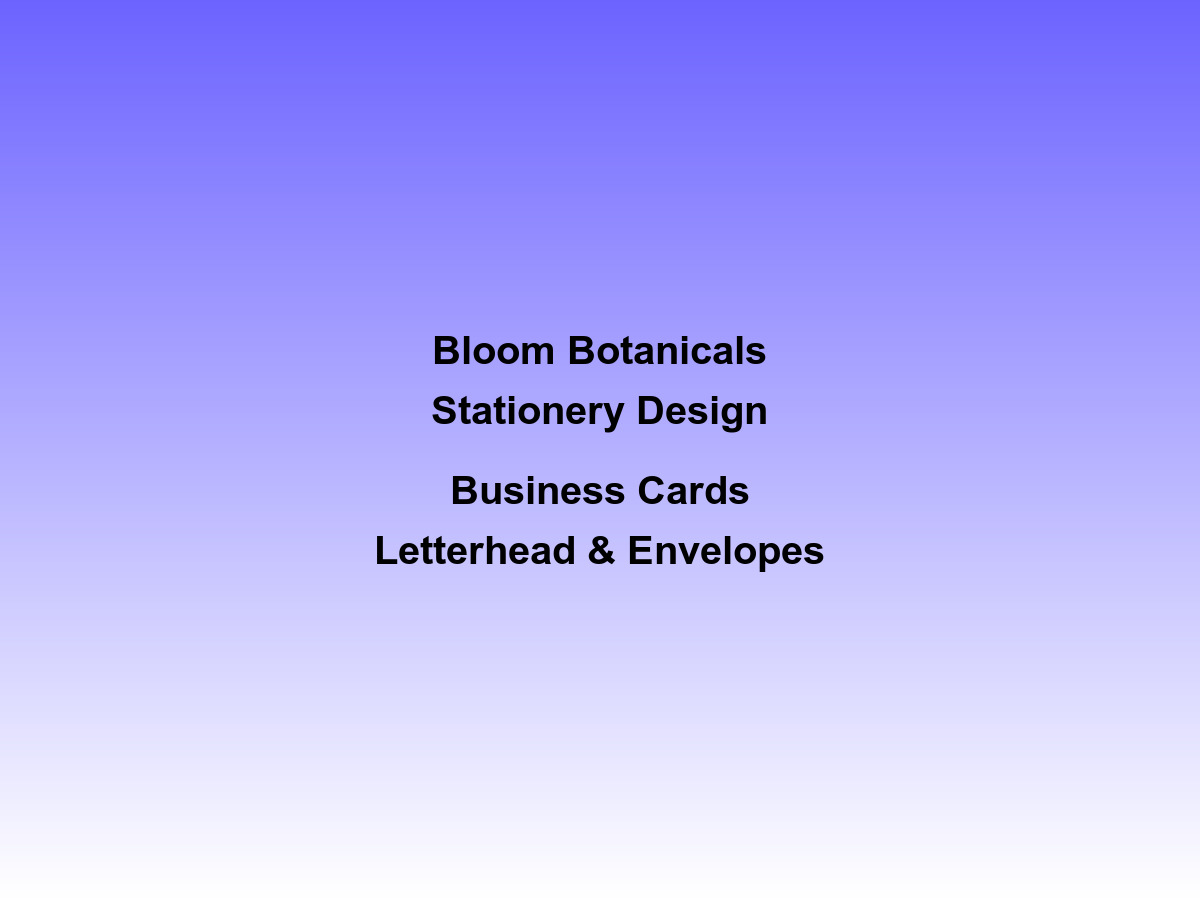 Bloom Botanicals
Stationery Design
Business Cards
Letterhead & Envelopes